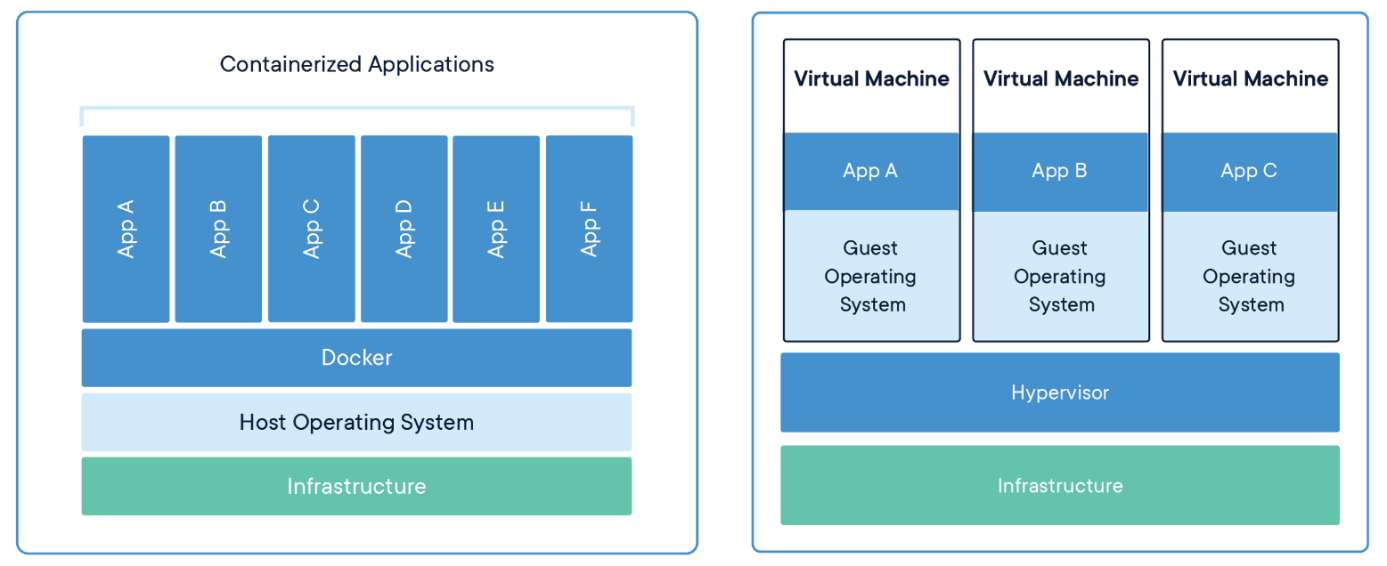 Containerized Applications
App A
App B
App C
App D
App E
App F
Docker
Host Operating System
Infrastructure
Virtual Machine
App A
Guest
Operating
System
Virtual Machine
App B
Guest
Operating
System
Virtual Machine
App C
Guest
Operating
System
Hypervisor
Infrastructure